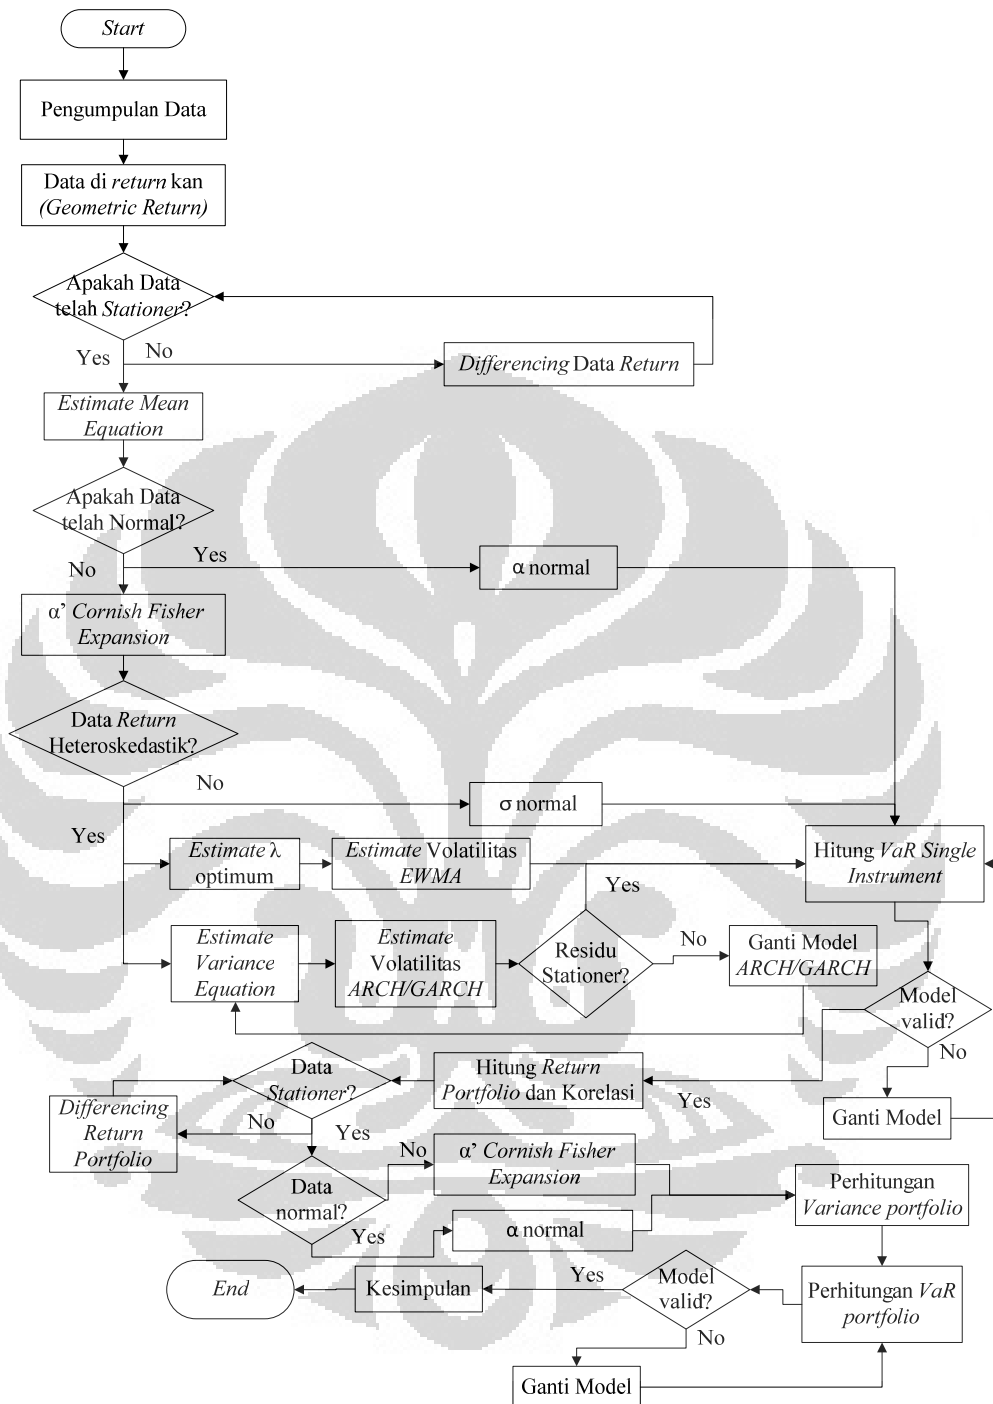 Start
Pengumpulan Data
Data di return kan
(Geometric Return)
Apakah Data
telah Stationer?
Yes
No
Differencing Data Return
Estimate Mean
Equation
Apakah Data
telah Normal?
Yes
No
α normal
α’ Cornish Fisher
Expansion
Data Return
Heteroskedastik?
No
σ normal
Yes
Estimate λ
optimum
Estimate Volatilitas
EWMA
Hitung VaR Single
Instrument
Yes
Estimate
Variance
Equation
Estimate
Volatilitas
ARCH/GARCH
Residu
Stationer?
No
Ganti Model
ARCH/GARCH
Model
valid?
No
Ganti Model
Yes
Hitung Return
Portfolio dan Korelasi
Data
Stationer?
No
Differencing
Return
Portfolio
Yes
Data
normal?
No
α’ Cornish Fisher
Expansion
Yes
α normal
Perhitungan
Variance portfolio
Perhitungan VaR
portfolio
Model
valid?
Yes
Kesimpulan
End
No
Ganti Model